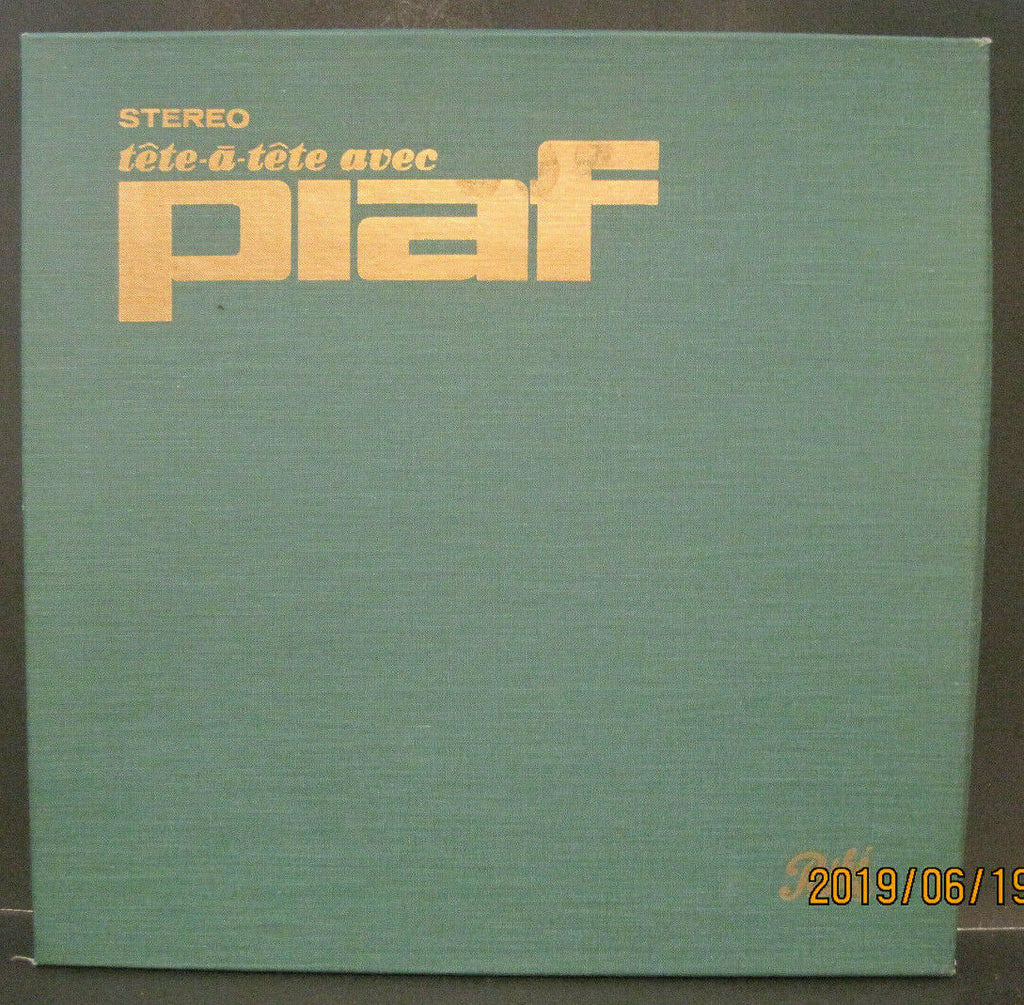 STEREO
tête-ā-tête avec
piaf
2019/06/19